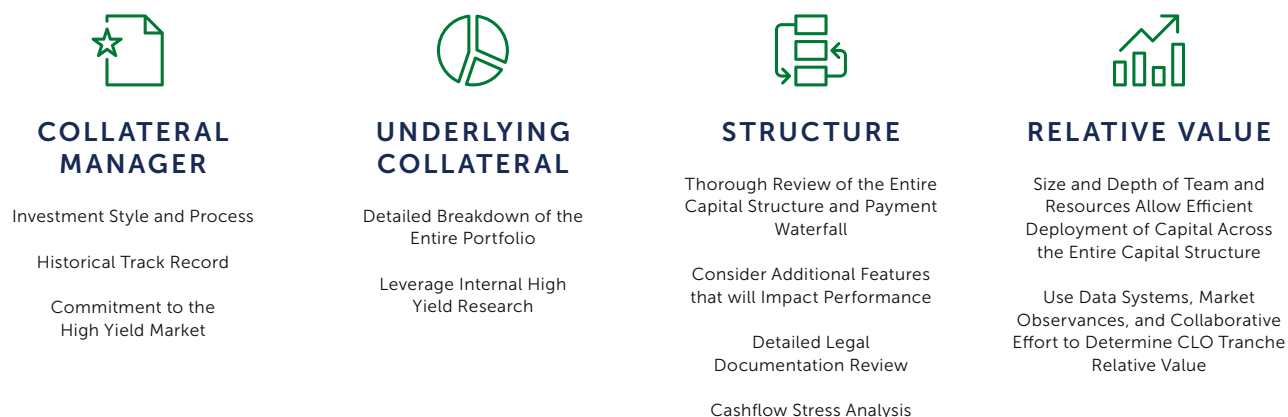 COLLATERAL
MANAGER
Investment Style and Process
Historical Track Record
Commitment to the
High Yield Market
UNDERLYING
COLLATERAL
Detailed Breakdown of the
Entire Portfolio
Leverage Internal High
Yield Research
STRUCTURE
Thorough Review of the Entire
Capital Structure and Payment
Waterfall
Consider Additional Features
that will Impact Performance
Detailed Legal
Documentation Review
Cashflow Stress Analysis
RELATIVE VALUE
Size and Depth of Team and
Resources Allow Efficient
Deployment of Capital Across
the Entire Capital Structure
Use Data Systems, Market
Observances, and Collaborative
Effort to Determine CLO Tranche
Relative Value